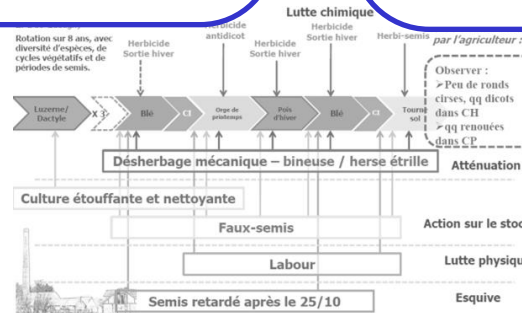 Lutte chimique
Rotation sur 8 ans, avec
diversité d'espèces, de
cycles végétatifs et de
périodes de semis.
Herbicide
Sortie hiver
Herbicide
antidicot
Herbicide
Sortie hiver
Herbicide
Sortie hiver
Herbi-semis
par l'agriculteur :
Observer :
➢Peu de ronds
cirses, qq dicots
dans CH
➢qq renouées
dans CP
Luzerne/
Dactyle
X 3
Blé
CI
Orge de
printemps
Pois
d'hiver
Blé
CI
Tourne
sol
Désherbage mécanique – bineuse / herse étrille
Atténuation
Culture étouffante et nettoyante
Faux-semis
Action sur le stoc
Labour
Lutte physiqu
Semis retardé après le 25/10
Esquive